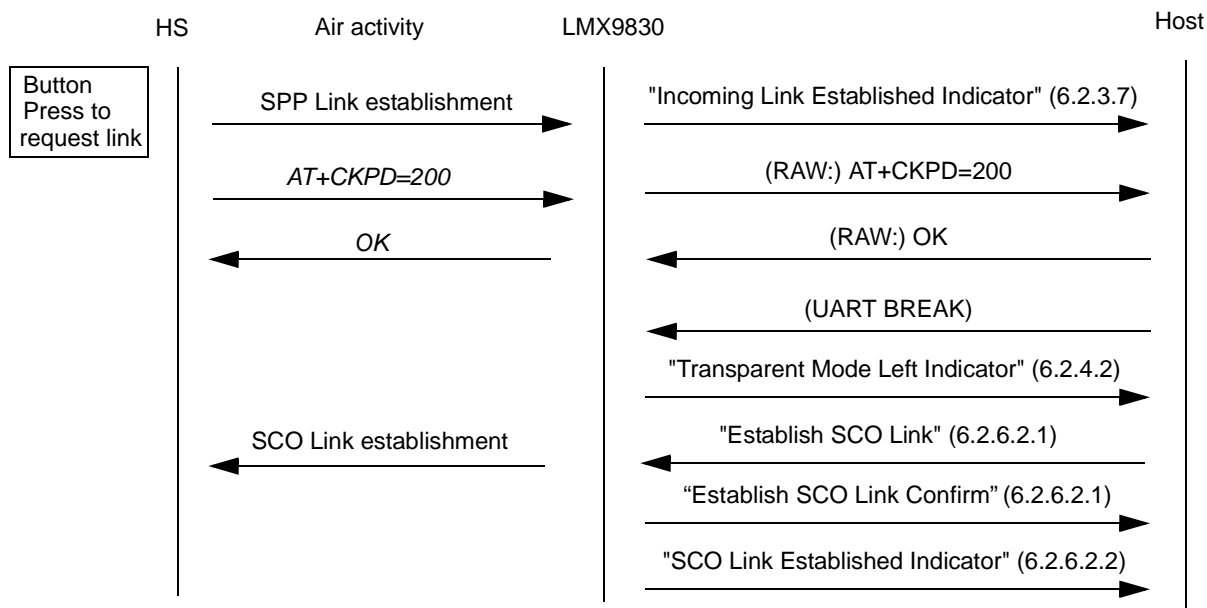 HS Air activity LMX9830 Host
Button
Press to
request link
SPP Link establishment "Incoming Link Established Indicator" (6.2.3.7)
AT+CKPD=200 (RAW:) AT+CKPD=200
OK (RAW:) OK
(UART BREAK)
"Transparent Mode Left Indicator" (6.2.4.2)
SCO Link establishment "Establish SCO Link" (6.2.6.2.1)
“Establish SCO Link Confirm” (6.2.6.2.1)
"SCO Link Established Indicator" (6.2.6.2.2)